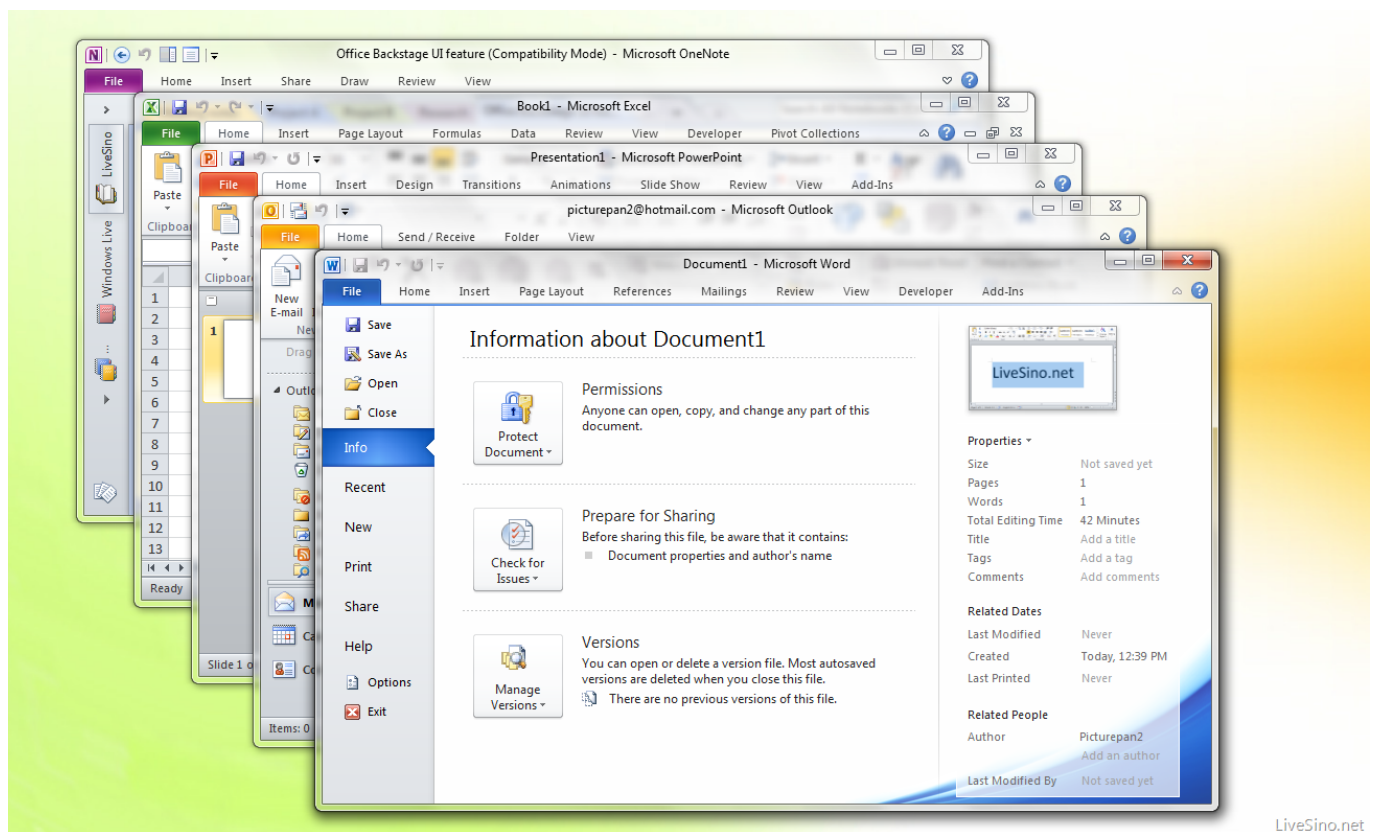 Office Backstage UI feature (Compatibility Mode) - Microsoft OneNote
File Home Insert Share Draw Review View
LiveSino
Windows Live
Book1 - Microsoft Excel
File Home Insert Page Layout Formulas Data Review View Developer Pivot Collections
Paste
1
2
3
4
5
6
7
8
9
10
11
12
13
Ready
Presentation1 - Microsoft PowerPoint
File Home Insert Design Transitions Animations Slide Show Review View Add-Ins
Paste
1
picturepan2@hotmail.com - Microsoft Outlook
File Home Send / Receive Folder View
New
E-mail
Drag
Items: 0
Document1 - Microsoft Word
File Home Insert Page Layout References Mailings Review View Developer Add-Ins
Save
Save As
Open
Close
Info
Recent
New
Print
Share
Help
Options
Exit
Information about Document1
Protect
Document
Permissions
Anyone can open, copy, and change any part of this
document.
Check for
Issues
Prepare for Sharing
Before sharing this file, be aware that it contains:
Document properties and author's name
Manage
Versions
Versions
You can open or delete a version file. Most autosaved
versions are deleted when you close this file.
There are no previous versions of this file.
LiveSino.net
Properties
Size Not saved yet
Pages 1
Words 1
Total Editing Time 42 Minutes
Title Add a title
Tags Add a tag
Comments Add comments
Related Dates
Last Modified Never
Created Today, 12:39 PM
Last Printed Never
Related People
Author Picturepan2
Add an author
Last Modified By Not saved yet
LiveSino.net